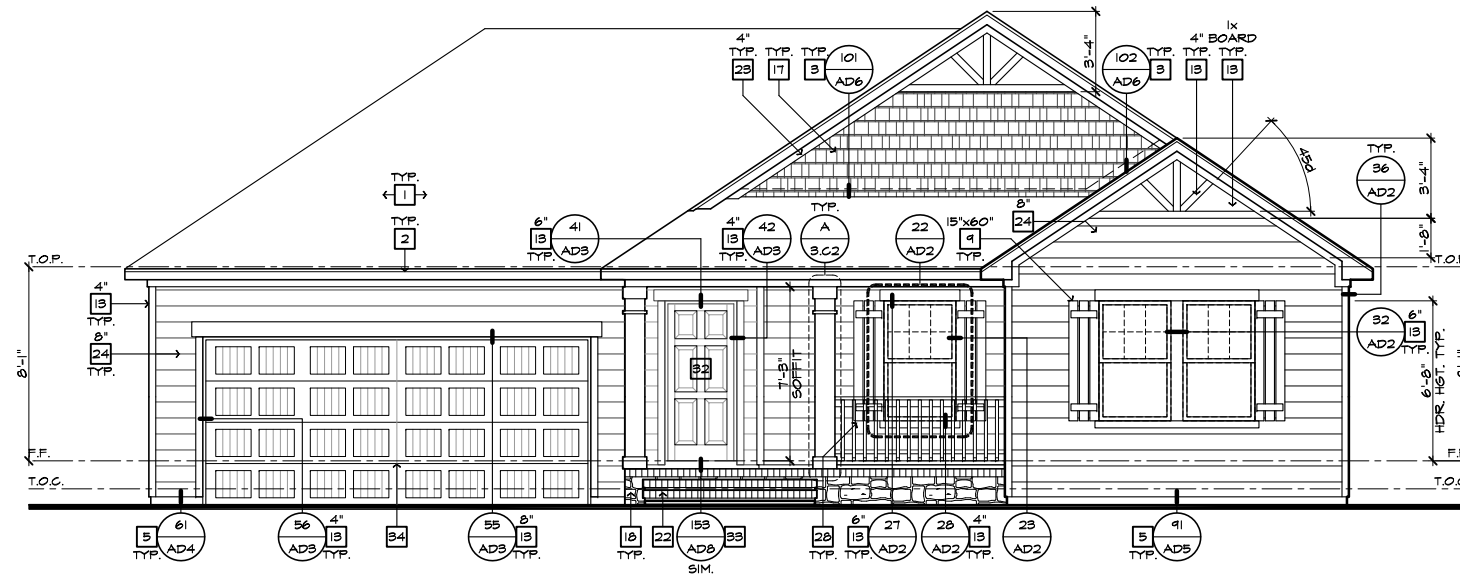 4"
TYP.
23
TYP.
17
TYP.
3
101
AD6
102
AD6
TYP.
3
4"
TYP.
13
1x
BOARD
TYP.
13
3'-4"
45d
TYP.
36
AD2
3'-4"
1'-8"
TYP.
1
TYP.
2
6"
13
TYP.
41
AD3
4"
13
TYP.
42
AD3
TYP.
A
3.G2
22
AD2
15"x60"
9
TYP.
8"
24
T.O.P.
T.O.P
4"
13
TYP.
8"
24
TYP.
8'-1"
32
7'-3"
SOFFIT
32
AD2
6"
13
TYP.
6'-8"
HDR. HGT. TYP.
F.F.
T.O.C.
5
TYP.
61
AD4
56
AD3
4"
13
TYP.
34
55
AD3
8"
13
TYP.
18
TYP.
22
153
AD8
SIM.
33
28
TYP.
6"
13
TYP.
27
AD2
28
AD2
4"
13
TYP.
23
AD2
5
TYP.
91
AD5